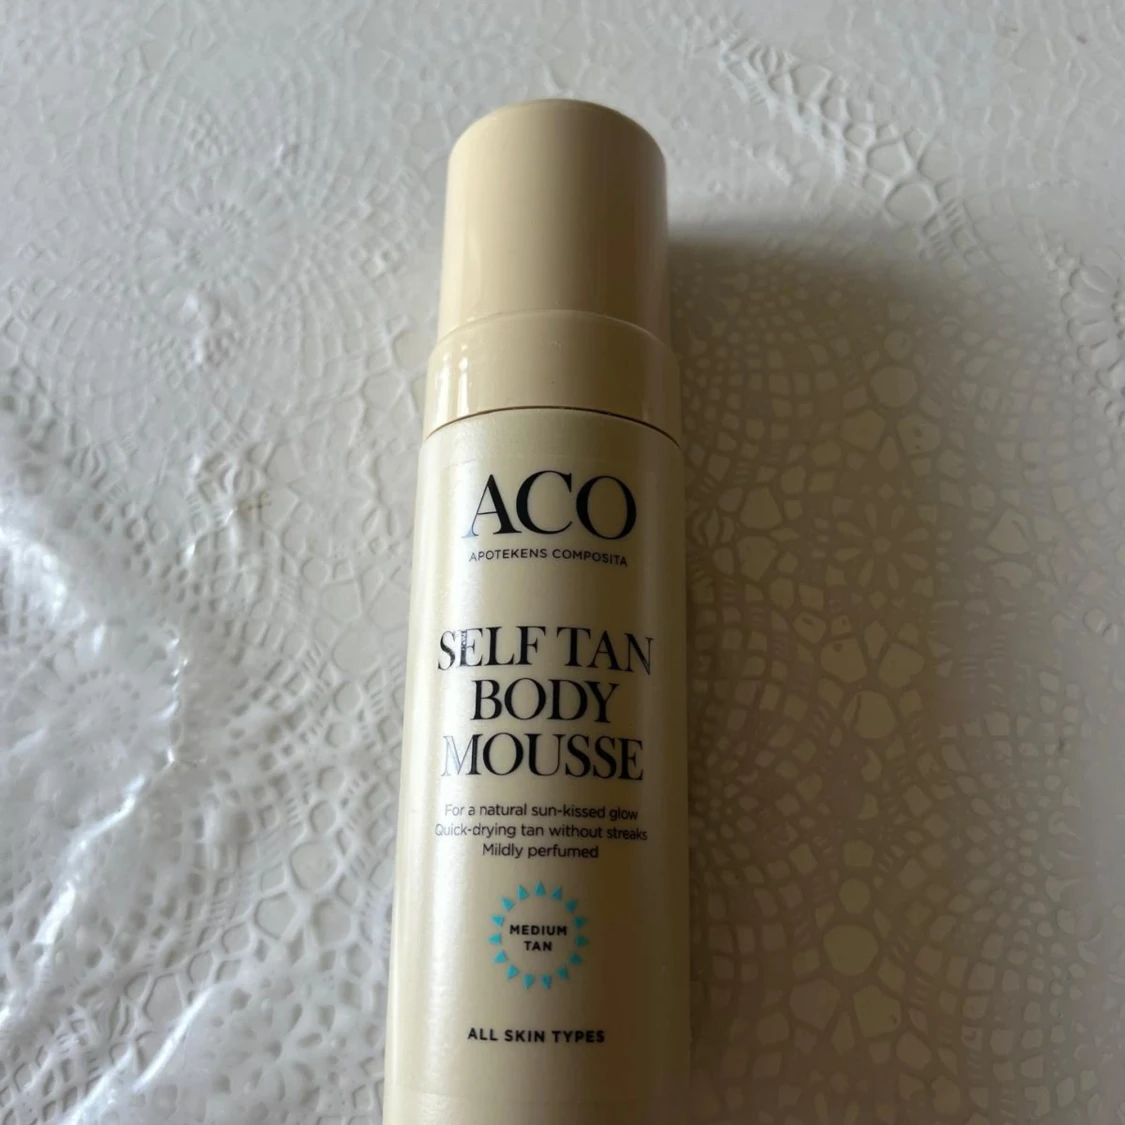 ACO
APOTEKENS COMPOSITA
SELF TAN
BODY
MOUSSE
For a natural sun-kissed glow
Quick-drying tan without streaks
Mildly perfumed
MEDIUM
TAN
ALL SKIN TYPES